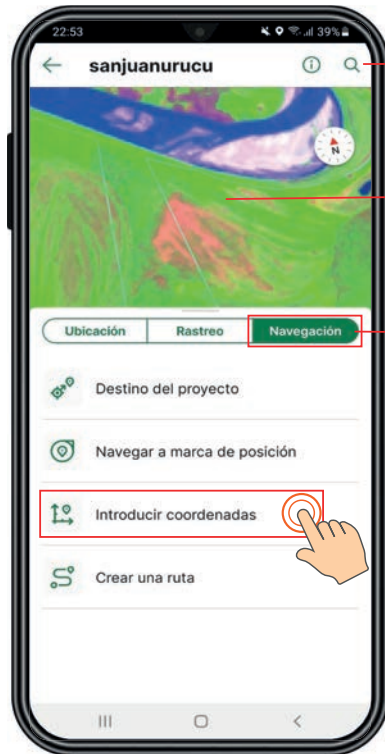 22:53 39%
sanjuanurucu
N
Ubicación Rastreo Navegación
Destino del proyecto
Navegar a marca de posición
Introducir coordenadas
Crear una ruta